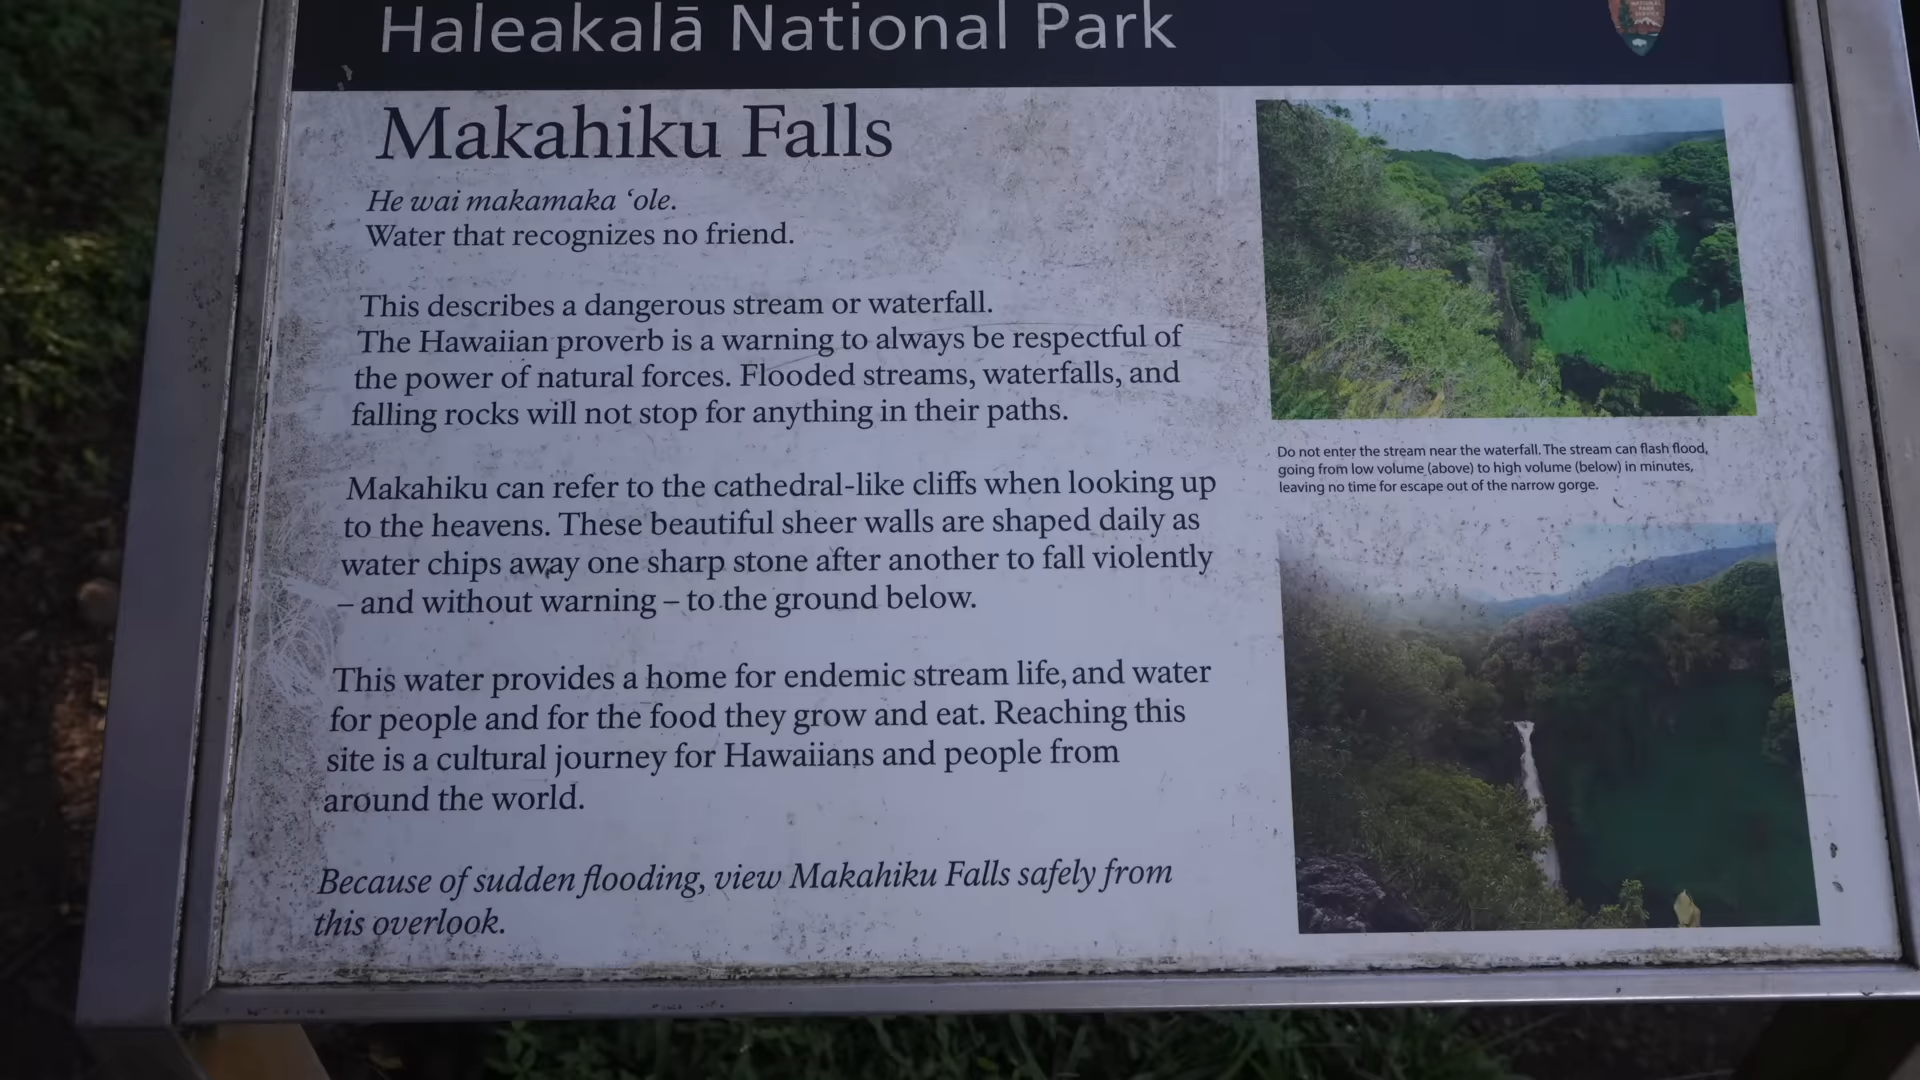 Haleakalā National Park
NATIONAL
PARK
SERVICE
Makahiku Falls
He wai makamaka ‘ole.
Water that recognizes no friend.
This describes a dangerous stream or waterfall.
The Hawaiian proverb is a warning to always be respectful of
the power of natural forces. Flooded streams, waterfalls, and
falling rocks will not stop for anything in their paths.
Makahiku can refer to the cathedral-like cliffs when looking up
to the heavens. These beautiful sheer walls are shaped daily as
water chips away one sharp stone after another to fall violently
– and without warning – to the ground below.
This water provides a home for endemic stream life, and water
for people and for the food they grow and eat. Reaching this
site is a cultural journey for Hawaiians and people from
around the world.
Because of sudden flooding, view Makahiku Falls safely from
this overlook.
Do not enter the stream near the waterfall. The stream can flash flood,
going from low volume (above) to high volume (below) in minutes,
leaving no time for escape out of the narrow gorge.